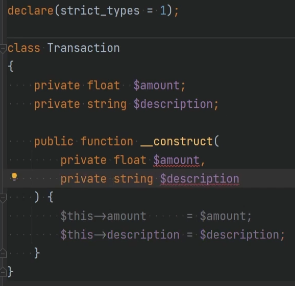 declare(strict_types = 1);
class Transaction
{
private float $amount;
private string $description;
public function __construct(
private float $amount,
private string $description
) {
$this->amount = $amount;
$this->description = $description;
}
}